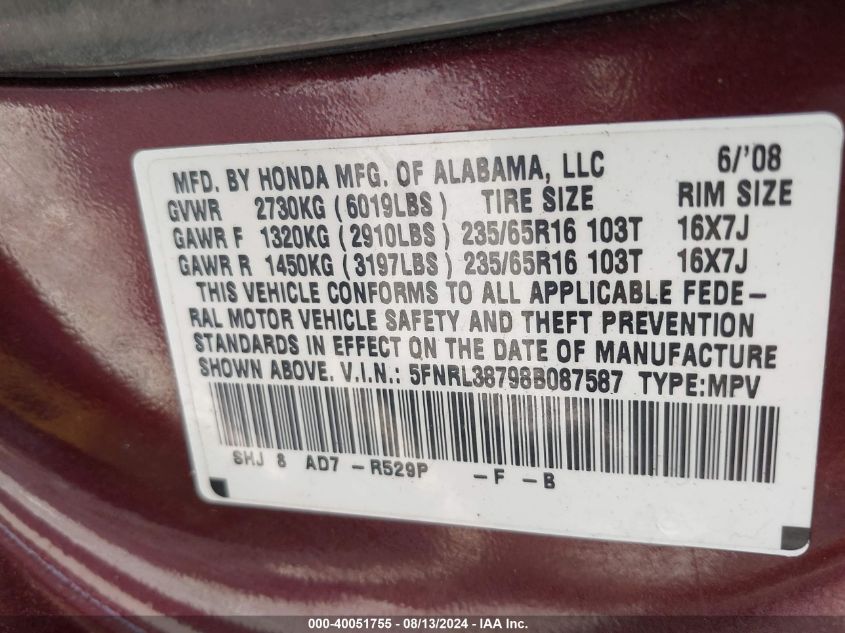 MFD. BY HONDA MFG. OF ALABAMA, LLC 6/'08
GVWR 2730KG (6019LBS) TIRE SIZE RIM SIZE
GAWR F 1320KG (2910LBS) 235/65R16 103T 16X7J
GAWR R 1450KG (3197LBS) 235/65R16 103T 16X7J
THIS VEHICLE CONFORMS TO ALL APPLICABLE FEDE-
RAL MOTOR VEHICLE SAFETY AND THEFT PREVENTION
STANDARDS IN EFFECT ON THE DATE OF MANUFACTURE
SHOWN ABOVE. V.I.N.: 5FNRL38798B087587 TYPE:MPV
SHJ 8 AD7 -R529P -F -B
000-40051755 - 08/13/2024 - IAA Inc.